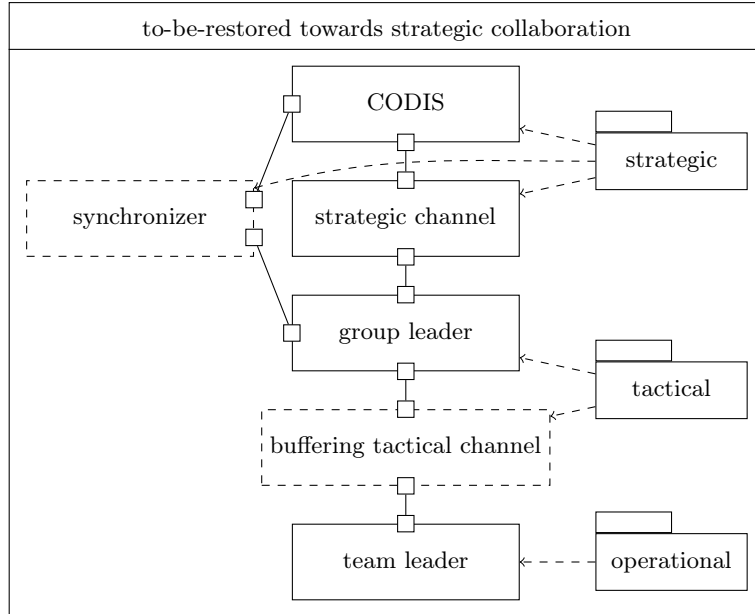 to-be-restored towards strategic collaboration
CODIS
strategic
synchronizer
strategic channel
group leader
tactical
buffering tactical channel
team leader
operational